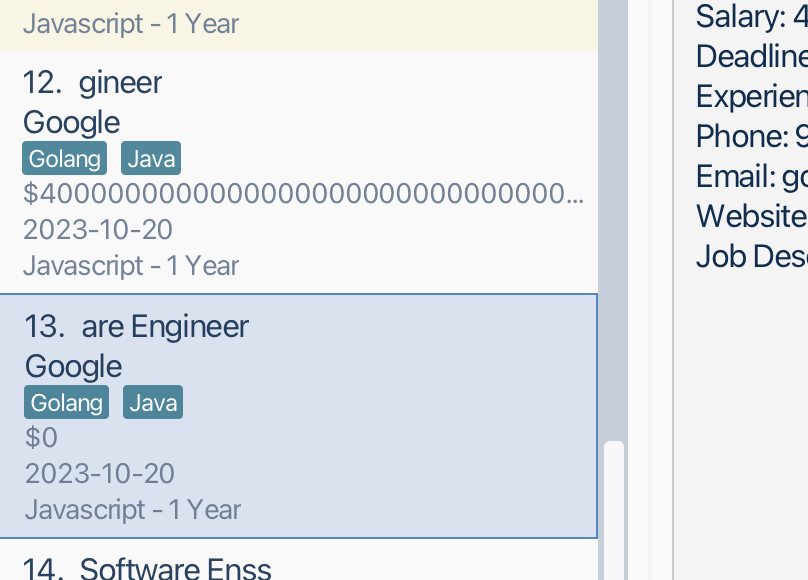 Javascript - 1 Year
12. gineer
Google
Golang Java
$40000000000000000000000000000000...
2023-10-20
Javascript - 1 Year
13. are Engineer
Google
Golang Java
$0
2023-10-20
Javascript - 1 Year
14. Software Enss
Salary: 4
Deadline
Experien
Phone: 9
Email: go
Website
Job Desc